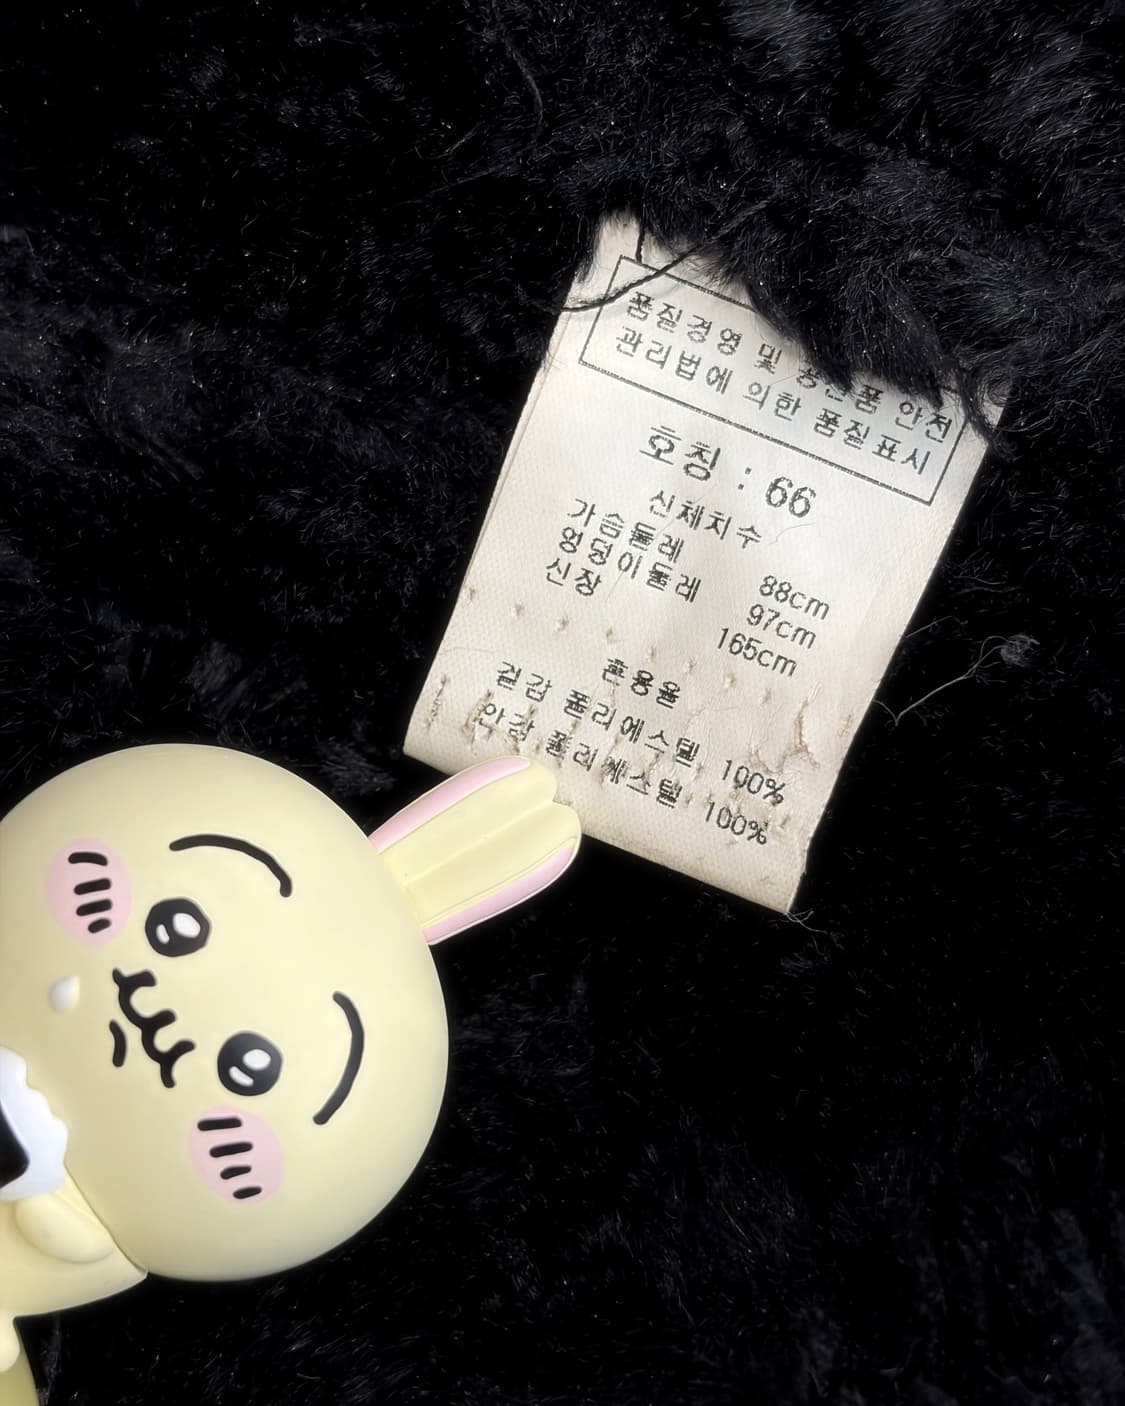 품질경영 및 공산품 안전
관리법에 의한 품질표시
호칭 : 66
신체치수
가슴둘레 88cm
엉덩이둘레 97cm
신장 165cm
혼용율
겉감 폴리에스텔 100%
안감 폴리에스텔 100%